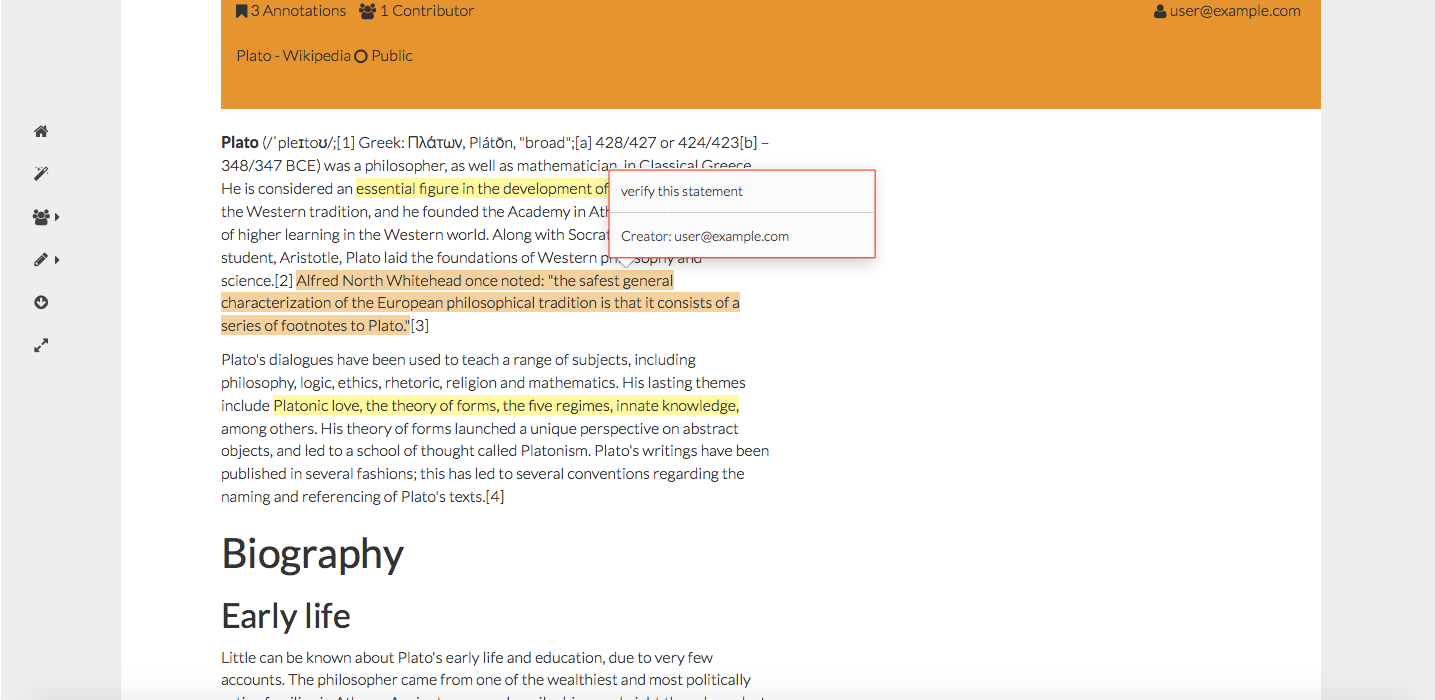 3 Annotations 1 Contributor user@example.com
Plato - Wikipedia Public
Plato (/ˈpleɪtoʊ/;[1] Greek: Πλάτων, Plátōn, "broad";[a] 428/427 or 424/423[b] –
348/347 BCE) was a philosopher, as well as mathematician, in Classical Greece
He is considered an essential figure in the development of
verify this statement
the Western tradition, and he founded the Academy in Ath
of higher learning in the Western world. Along with Socrat
Creator: user@example.com
student, Aristotle, Plato laid the foundations of Western philosophy and
science.[2] Alfred North Whitehead once noted: "the safest general
characterization of the European philosophical tradition is that it consists of a
series of footnotes to Plato."[3]
Plato's dialogues have been used to teach a range of subjects, including
philosophy, logic, ethics, rhetoric, religion and mathematics. His lasting themes
include Platonic love, the theory of forms, the five regimes, innate knowledge,
among others. His theory of forms launched a unique perspective on abstract
objects, and led to a school of thought called Platonism. Plato's writings have been
published in several fashions; this has led to several conventions regarding the
naming and referencing of Plato's texts.[4]
Biography
Early life
Little can be known about Plato's early life and education, due to very few
accounts. The philosopher came from one of the wealthiest and most politically